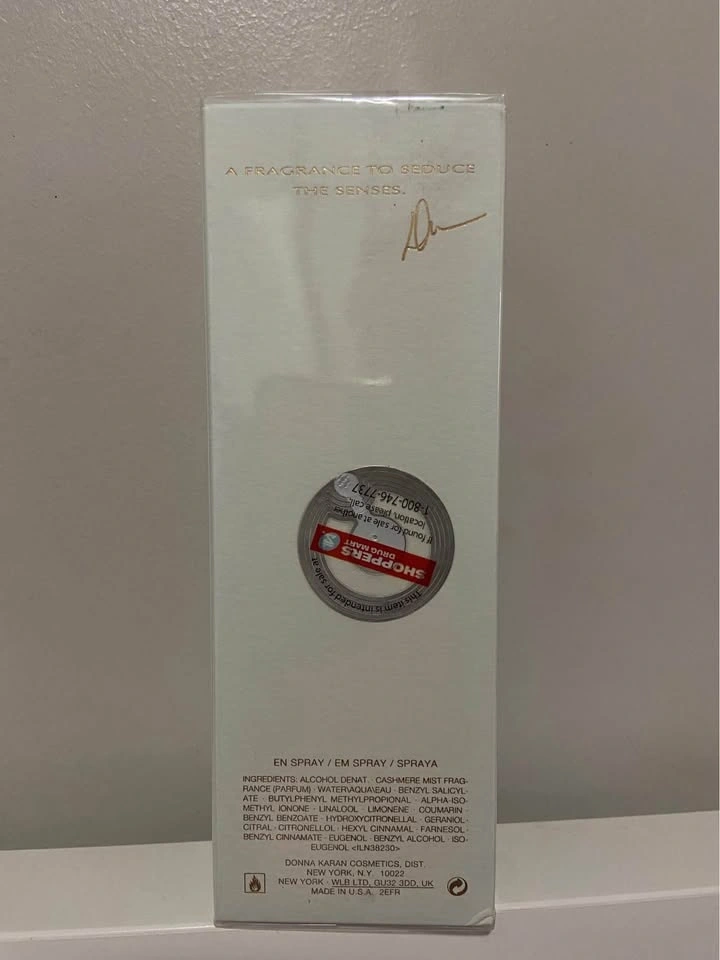 A FRAGRANCE TO SEDUCE
THE SENSES.
This item is intended for sale at
SHOPPERS
DRUG MART
If found for sale at another
location, please call,
1-800-746-7737
EN SPRAY / EM SPRAY / SPRAYA
INGREDIENTS: ALCOHOL DENAT. · CASHMERE MIST FRAG-
RANCE (PARFUM) · WATER\AQUA\EAU · BENZYL SALICYL-
ATE · BUTYLPHENYL METHYLPROPIONAL · ALPHA-ISO-
METHYL IONONE · LINALOOL · LIMONENE · COUMARIN ·
BENZYL BENZOATE · HYDROXYCITRONELLAL · GERANIOL ·
CITRAL · CITRONELLOL · HEXYL CINNAMAL · FARNESOL ·
BENZYL CINNAMATE · EUGENOL · BENZYL ALCOHOL · ISO-
EUGENOL <ILN38230>
DONNA KARAN COSMETICS, DIST.
NEW YORK, N.Y. 10022
NEW YORK · WLB LTD, GU32 3DD, UK
MADE IN U.S.A. 2EFR